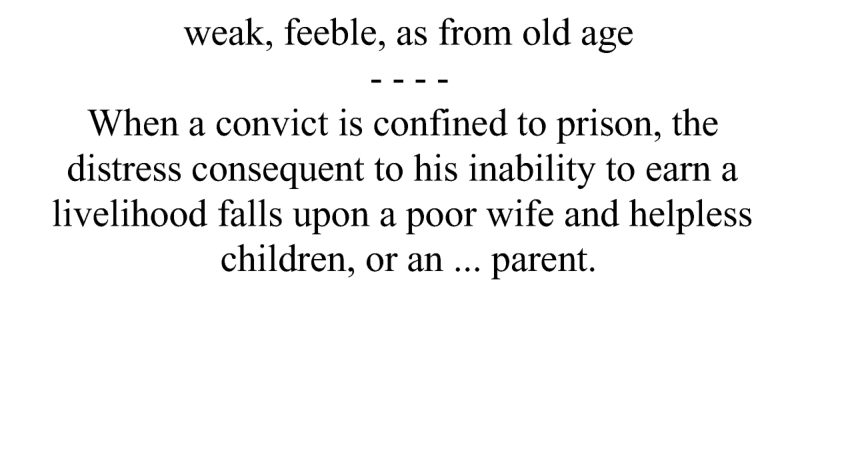 weak, feeble, as from old age
- - - -
When a convict is confined to prison, the
distress consequent to his inability to earn a
livelihood falls upon a poor wife and helpless
children, or an ... parent.